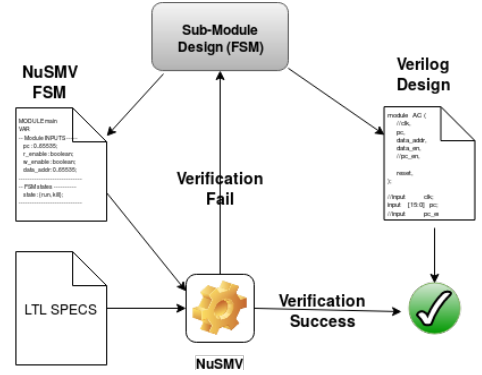 Sub-Module
Design (FSM)
NuSMV
FSM
Verilog
Design
MODULE main
VAR
-- Module INPUTS -----
pc : 0..65535;
r_enable : boolean;
w_enable : boolean;
data_addr: 0..65535;
-- FSM states -------------
state : {run, kill};
module AC (
//clk,
pc,
data_addr,
data_en,
//pc_en,
reset,
);
//input clk;
input [15:0] pc;
//input pc_w
Verification
Fail
LTL SPECS
Verification
Success
NuSMV